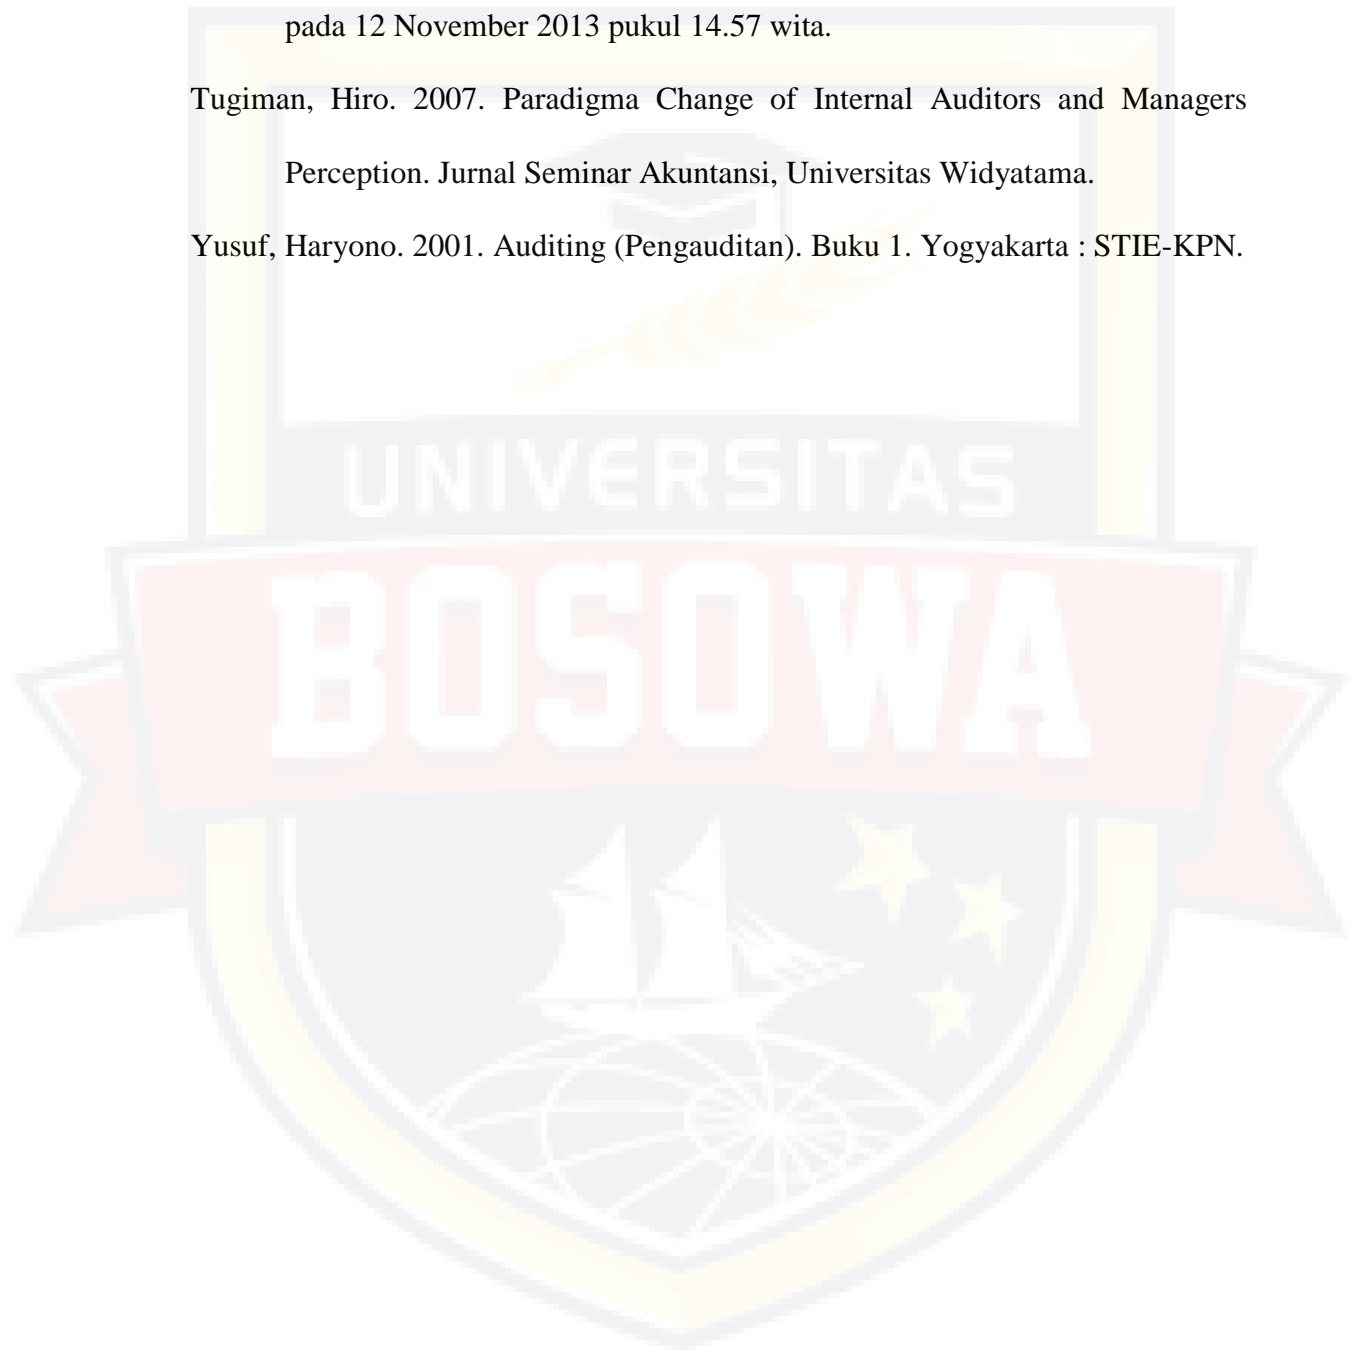 pada 12 November 2013 pukul 14.57 wita.
Tugiman, Hiro. 2007. Paradigma Change of Internal Auditors and Managers
Perception. Jurnal Seminar Akuntansi, Universitas Widyatama.
Yusuf, Haryono. 2001. Auditing (Pengauditan). Buku 1. Yogyakarta : STIE-KPN.
UNIVERSITAS
BOSOWA